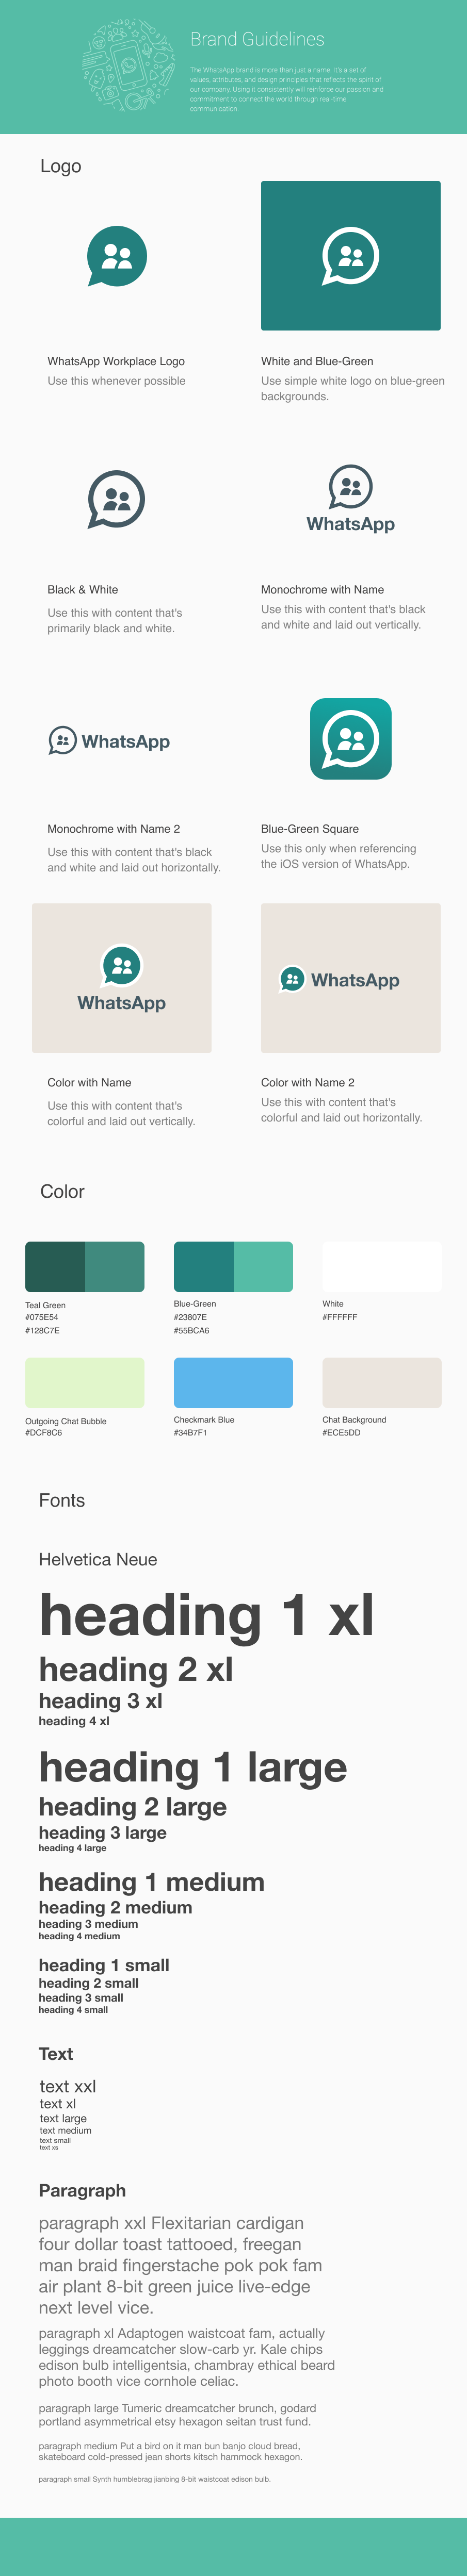 Brand Guidelines
The WhatsApp brand is more than just a name. It's a set of
values, attributes, and design principles that reflects the spirit of
our company. Using it consistently will reinforce our passion and
commitment to connect the world through real-time
communication.
Logo
WhatsApp Workplace Logo
Use this whenever possible
White and Blue-Green
Use simple white logo on blue-green
backgrounds.
WhatsApp
Black & White
Use this with content that's
primarily black and white.
Monochrome with Name
Use this with content that's black
and white and laid out vertically.
WhatsApp
Monochrome with Name 2
Use this with content that's black
and white and laid out horizontally.
Blue-Green Square
Use this only when referencing
the iOS version of WhatsApp.
WhatsApp
WhatsApp
Color with Name
Use this with content that's
colorful and laid out vertically.
Color with Name 2
Use this with content that's
colorful and laid out horizontally.
Color
Teal Green
#075E54
#128C7E
Blue-Green
#23807E
#55BCA6
White
#FFFFFF
Outgoing Chat Bubble
#DCF8C6
Checkmark Blue
#34B7F1
Chat Background
#ECE5DD
Fonts
Helvetica Neue
heading 1 xl
heading 2 xl
heading 3 xl
heading 4 xl
heading 1 large
heading 2 large
heading 3 large
heading 4 large
heading 1 medium
heading 2 medium
heading 3 medium
heading 4 medium
heading 1 small
heading 2 small
heading 3 small
heading 4 small
Text
text xxl
text xl
text large
text medium
text small
text xs
Paragraph
paragraph xxl Flexitarian cardigan
four dollar toast tattooed, freegan
man braid fingerstache pok pok fam
air plant 8-bit green juice live-edge
next level vice.
paragraph xl Adaptogen waistcoat fam, actually
leggings dreamcatcher slow-carb yr. Kale chips
edison bulb intelligentsia, chambray ethical beard
photo booth vice cornhole celiac.
paragraph large Tumeric dreamcatcher brunch, godard
portland asymmetrical etsy hexagon seitan trust fund.
paragraph medium Put a bird on it man bun banjo cloud bread,
skateboard cold-pressed jean shorts kitsch hammock hexagon.
paragraph small Synth humblebrag jianbing 8-bit waistcoat edison bulb.